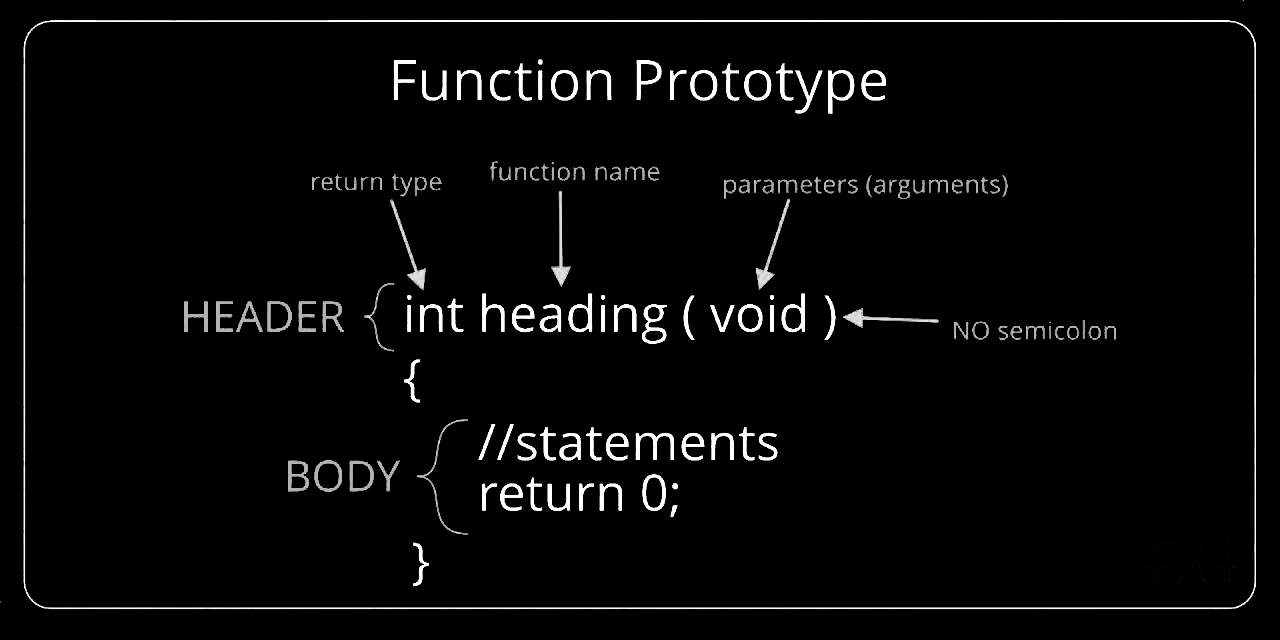 Function Prototype
return type
function name
parameters (arguments)
HEADER
int heading ( void )
NO semicolon
{
BODY
//statements
return 0;
}